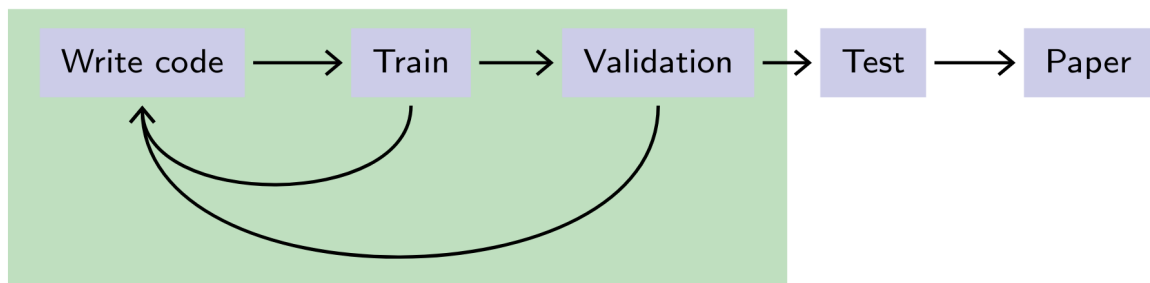 Write code
Train
Validation
Test
Paper